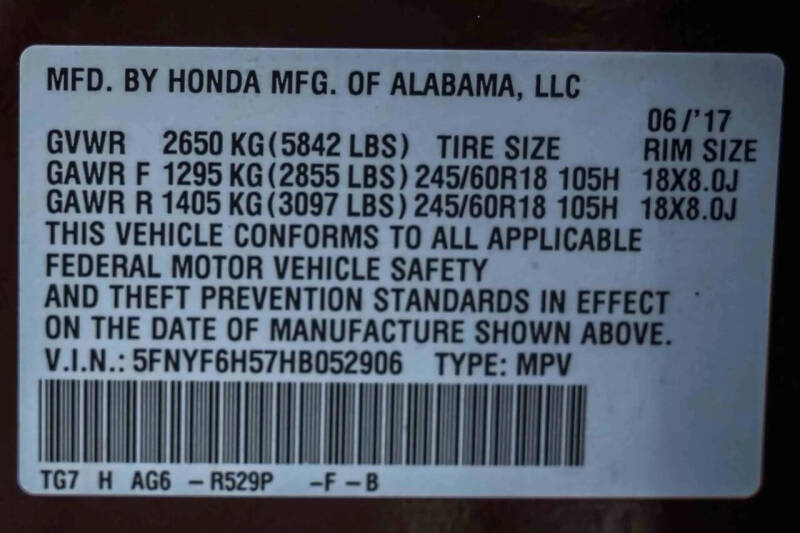 MFD. BY HONDA MFG. OF ALABAMA, LLC
06/'17
GVWR 2650 KG(5842 LBS) TIRE SIZE RIM SIZE
GAWR F 1295 KG(2855 LBS) 245/60R18 105H 18X8.0J
GAWR R 1405 KG(3097 LBS) 245/60R18 105H 18X8.0J
THIS VEHICLE CONFORMS TO ALL APPLICABLE
FEDERAL MOTOR VEHICLE SAFETY
AND THEFT PREVENTION STANDARDS IN EFFECT
ON THE DATE OF MANUFACTURE SHOWN ABOVE.
V.I.N.: 5FNYF6H57HB052906 TYPE: MPV
TG7 H AG6 -R529P -F-B